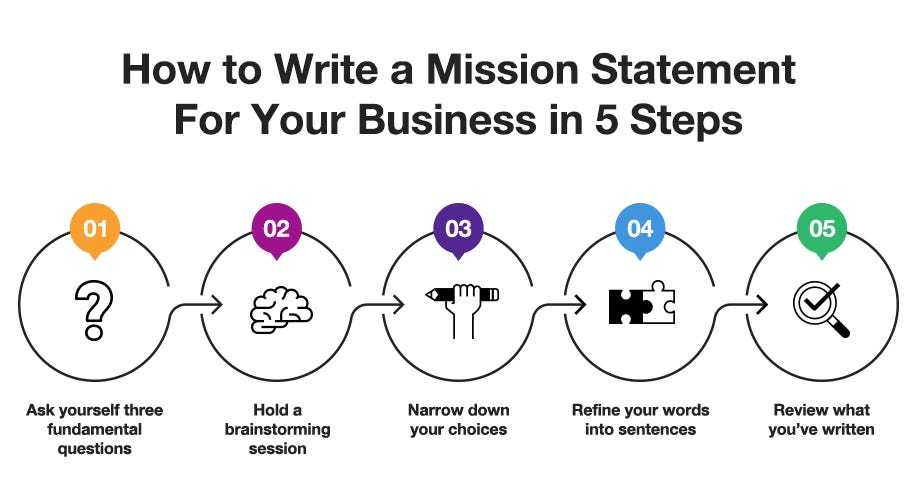 How to Write a Mission Statement
For Your Business in 5 Steps
01
Ask yourself three
fundamental
questions
02
Hold a
brainstorming
session
03
Narrow down
your choices
04
Refine your words
into sentences
05
Review what
you’ve written